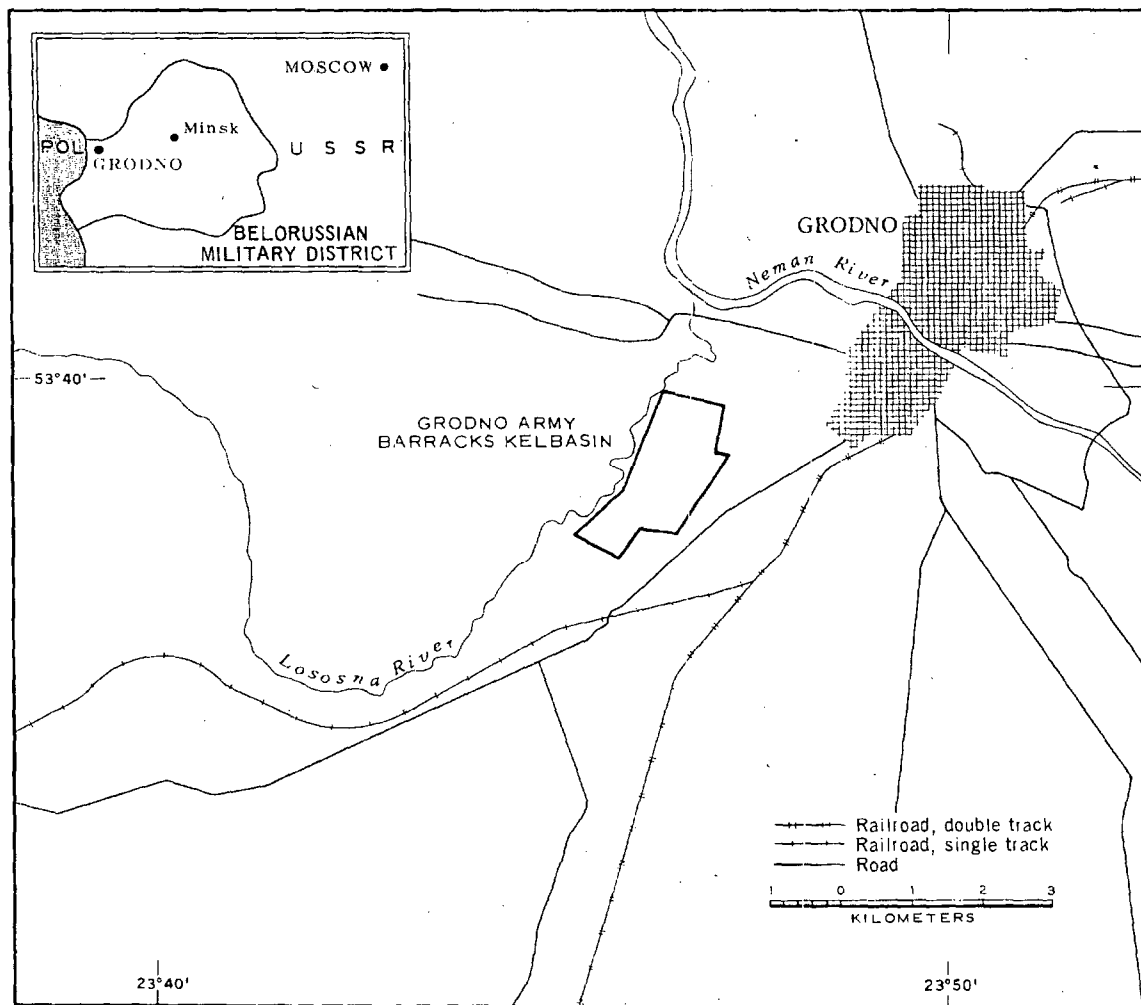 MOSCOW
Minsk
POL
GRODNO
U S S R
BELORUSSIAN
MILITARY DISTRICT
GRODNO
Neman River
53°40'
GRODNO ARMY
BARRACKS KELBASIN
Lososna River
Railroad, double track
Railroad, single track
Road
1 0 1 2 3
KILOMETERS
23°40'
23°50'